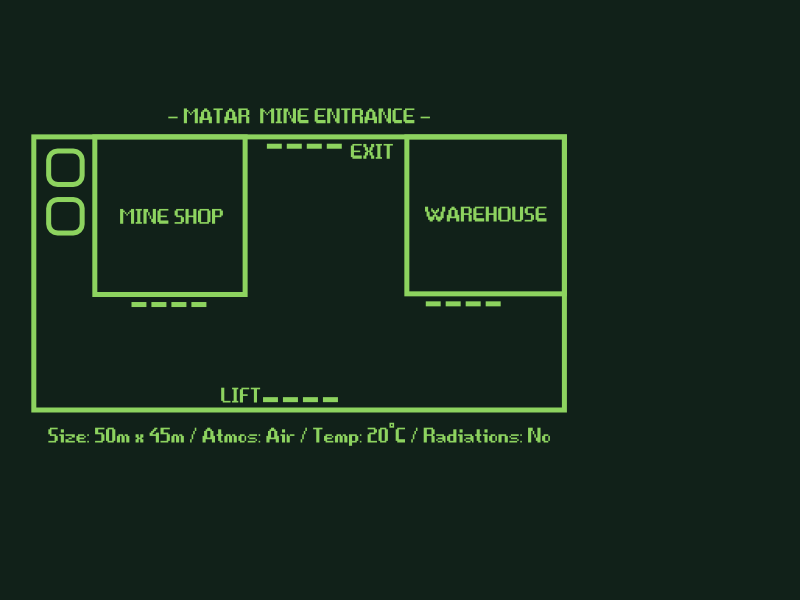 - MATAR MINE ENTRANCE -
EXIT
MINE SHOP
WAREHOUSE
LIFT
Size: 50m x 45m / Atmos: Air / Temp: 20°C / Radiations: No